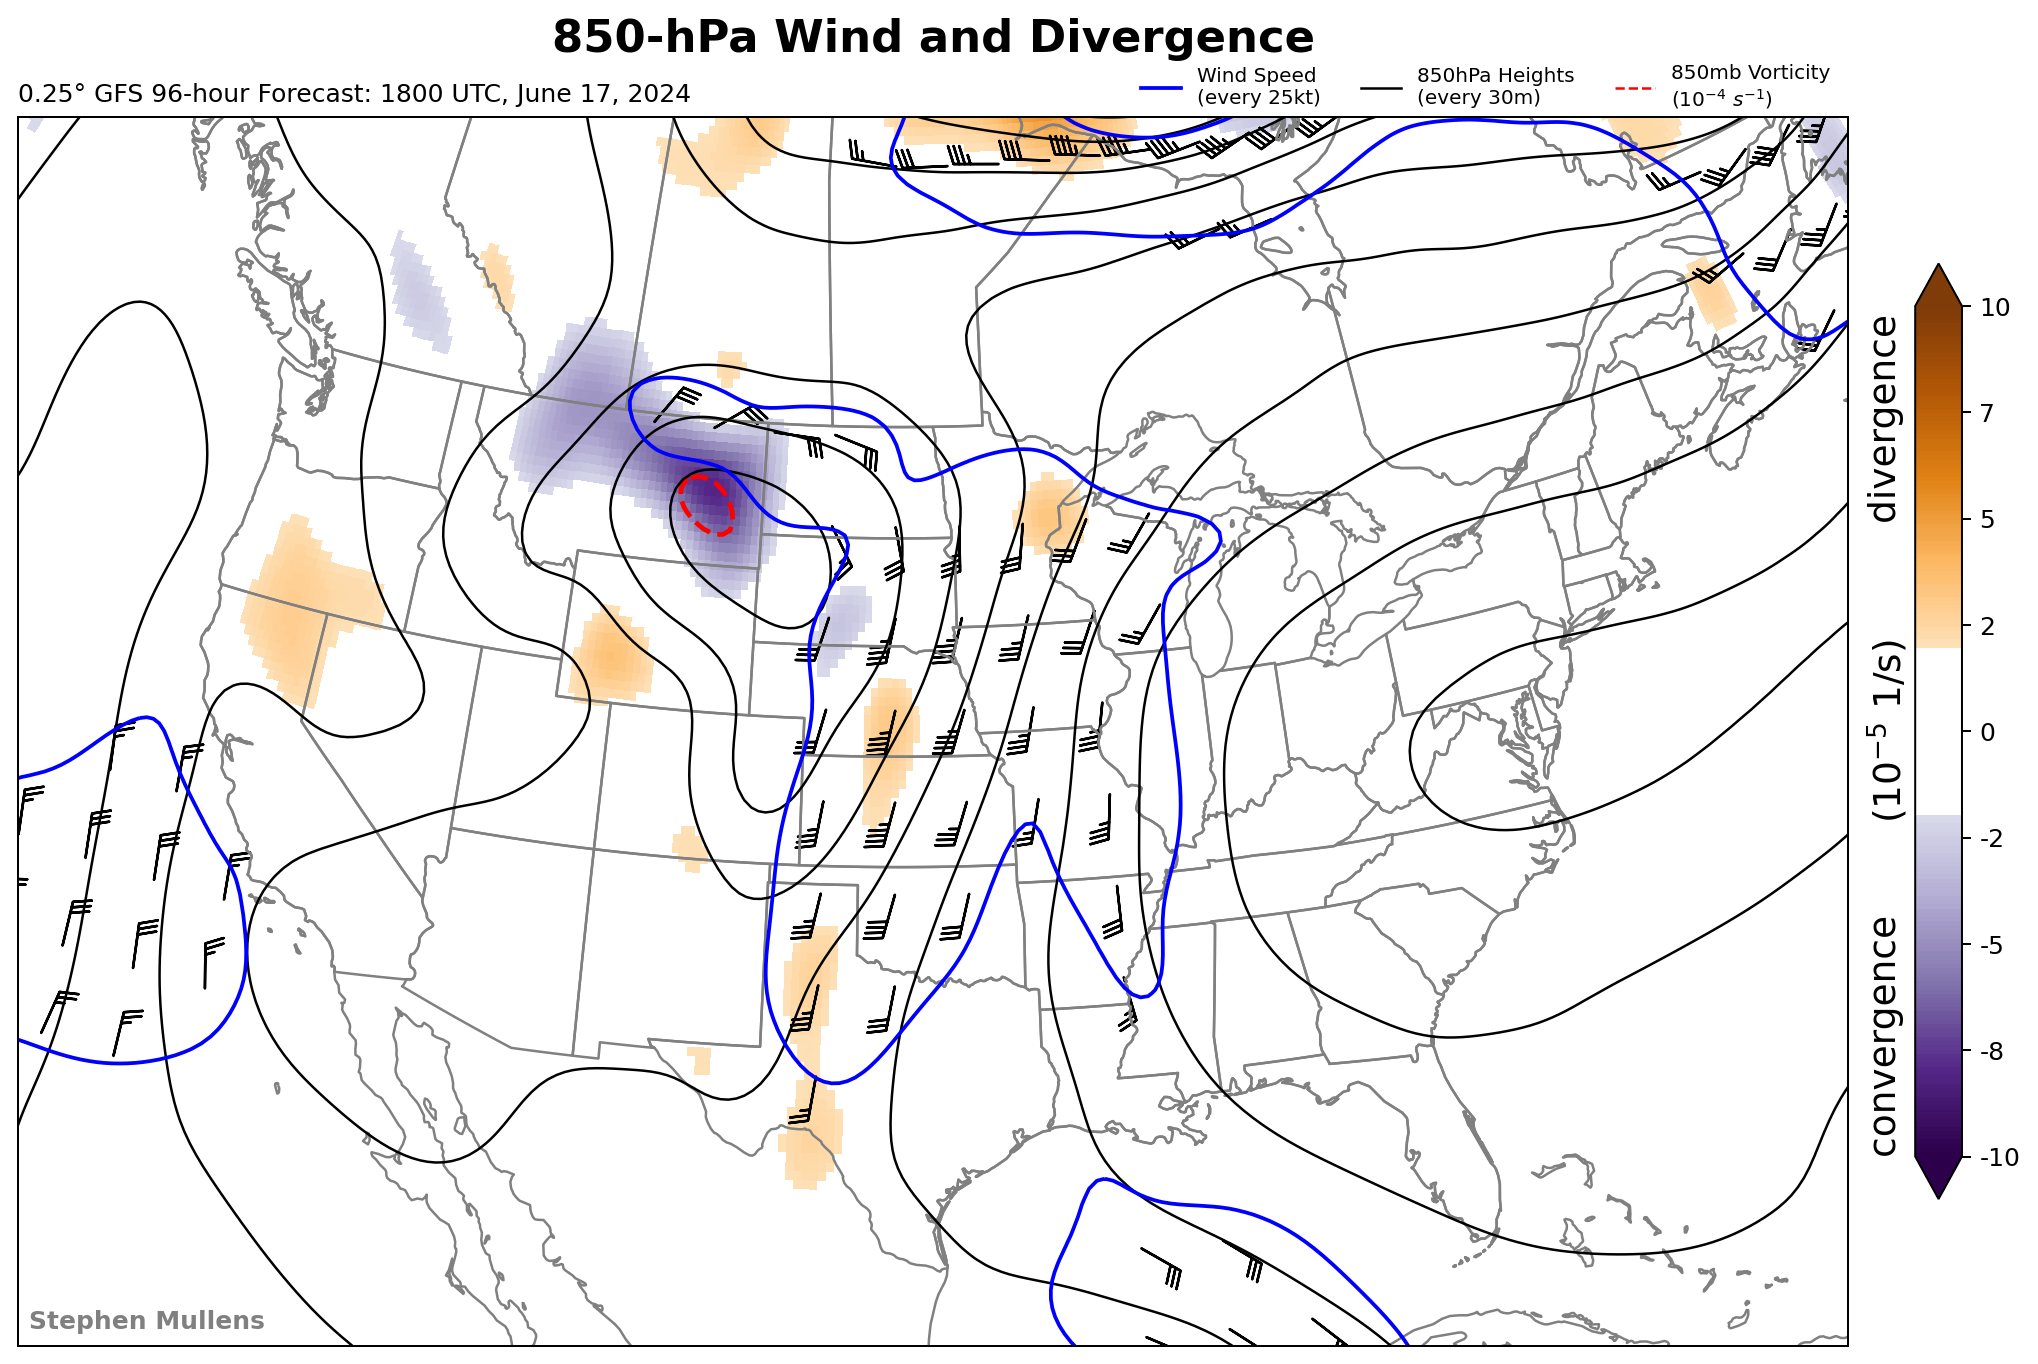 850-hPa Wind and Divergence
0.25° GFS 96-hour Forecast: 1800 UTC, June 17, 2024
Wind Speed
(every 25kt)
850hPa Heights
(every 30m)
850mb Vorticity
(10⁻⁴ s⁻¹)
10
7
5
2
0
-2
-5
-8
-10
convergence (10⁻⁵ 1/s) divergence
Stephen Mullens